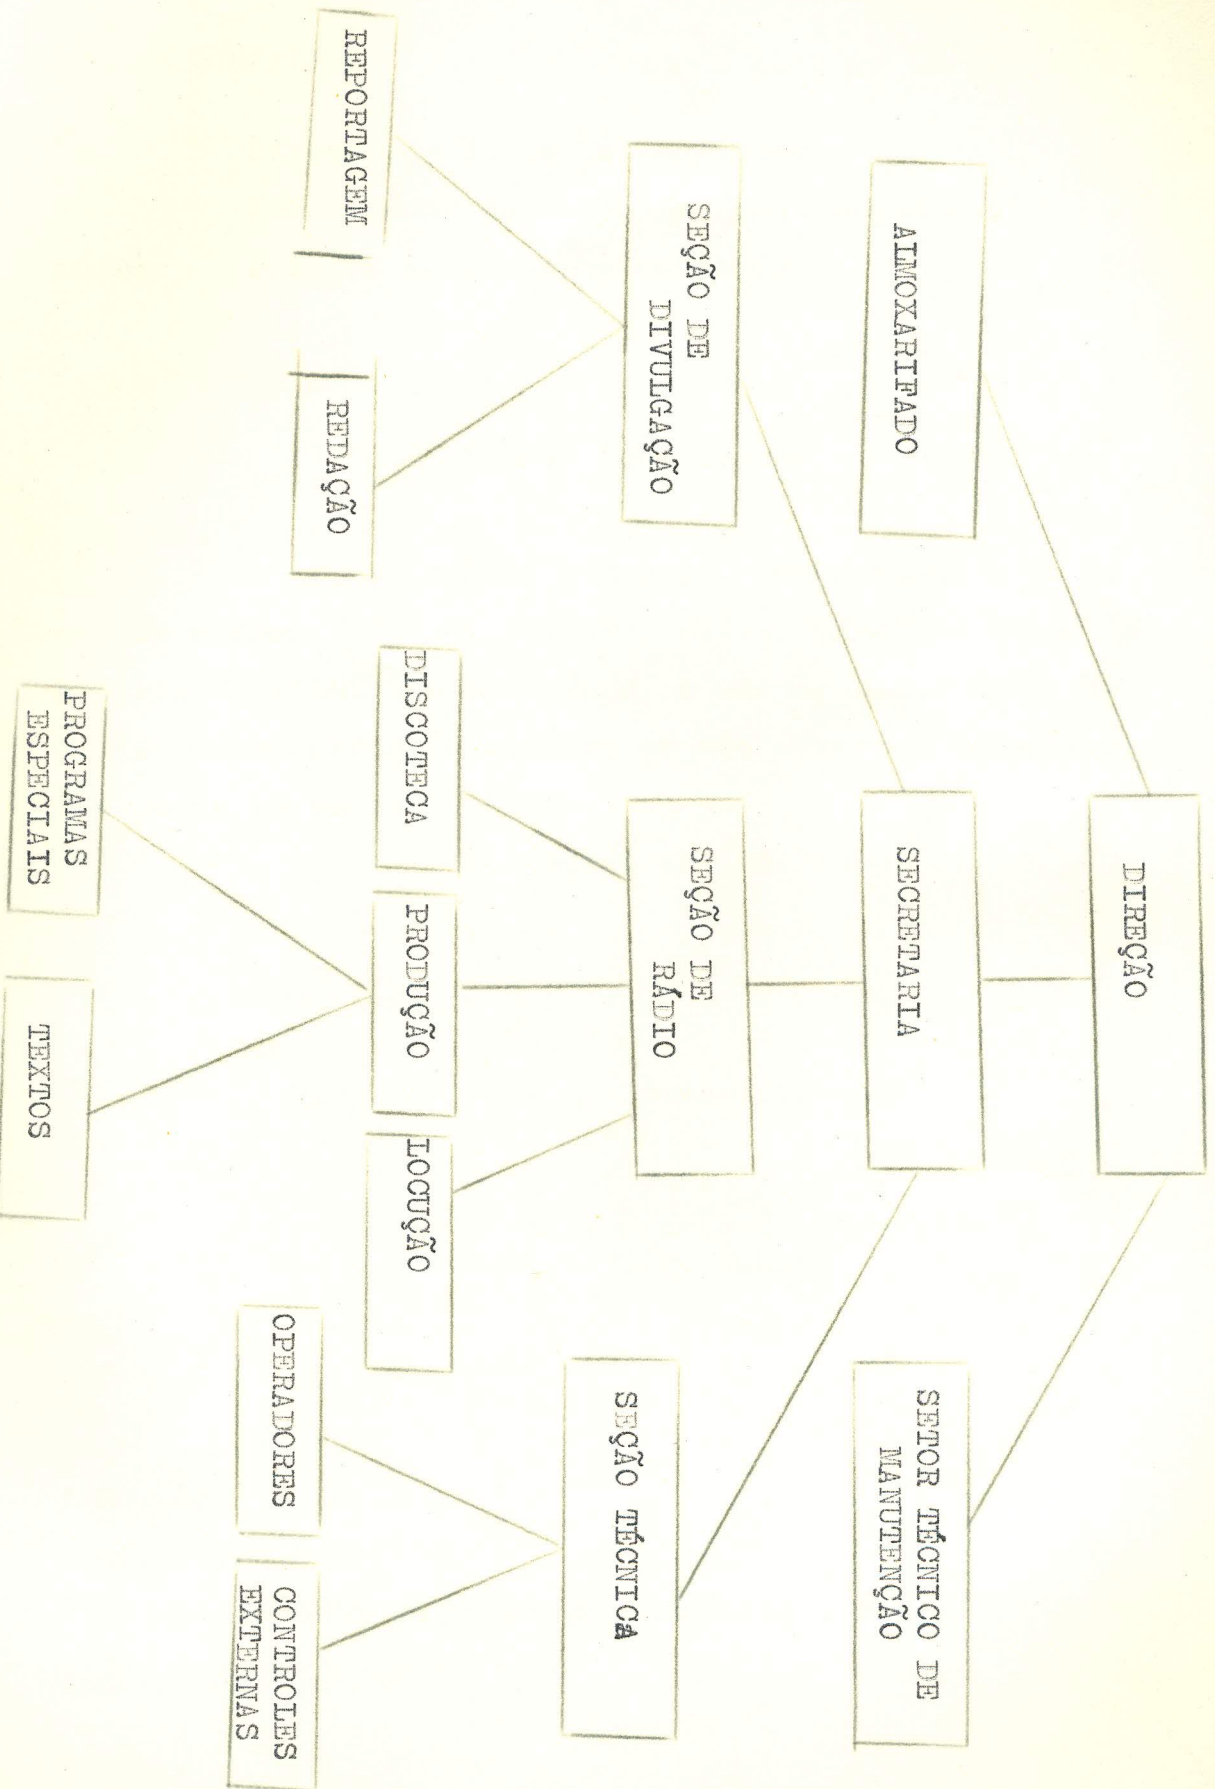 DIREÇÃO
ALMOXARIFADO
SECRETARIA
SETOR TÉCNICO DE
MANUTENÇÃO
SEÇÃO DE
DIVULGAÇÃO
SEÇÃO DE
RÁDIO
SEÇÃO TÉCNICA
REPORTAGEM
REDAÇÃO
DISCOTECA
PRODUÇÃO
LOCUÇÃO
OPERADORES
CONTROLES
EXTERNAS
PROGRAMAS
ESPECIAIS
TEXTOS